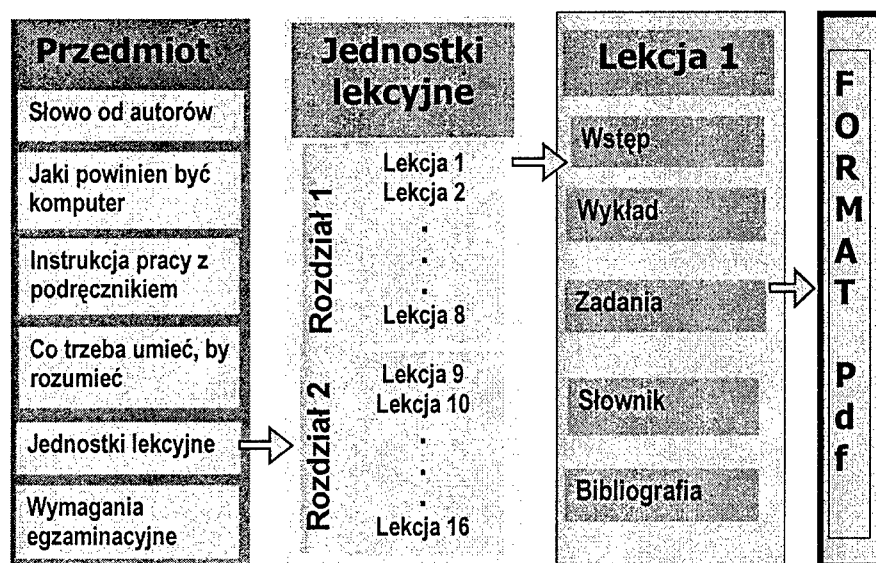 Przedmiot
Słowo od autorów
Jaki powinien być
komputer
Instrukcja pracy z
podręcznikiem
Co trzeba umieć, by
rozumieć
Jednostki lekcyjne
Wymagania
egzaminacyjne
Jednostki
lekcyjne
Rozdział 1
Lekcja 1
Lekcja 2
.
.
.
Lekcja 8
Rozdział 2
Lekcja 9
Lekcja 10
.
.
.
Lekcja 16
Lekcja 1
Wstęp
Wykład
Zadania
Słownik
Bibliografia
FORMAT Pdf